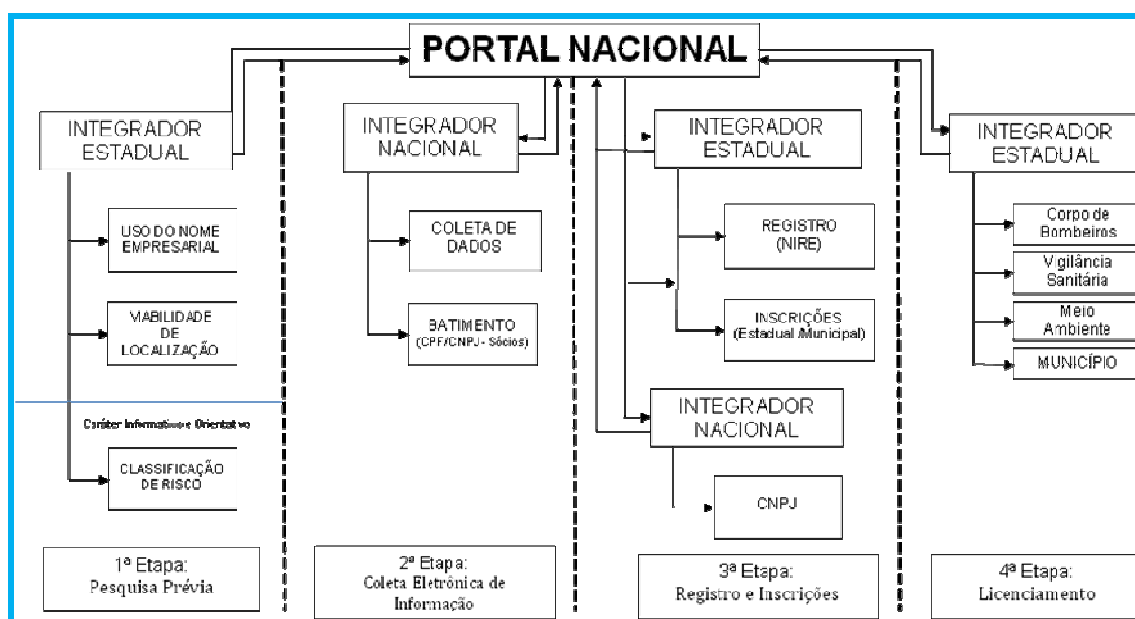 PORTAL NACIONAL
INTEGRADOR
ESTADUAL
USO DO NOME
EMPRESARIAL
VIABILIDADE
DE
LOCALIZAÇÃO
Caráter Informativo e Orientativo
CLASSIFICAÇÃO
DE RISCO
1ª Etapa:
Pesquisa Prévia
INTEGRADOR
NACIONAL
COLETA DE
DADOS
BATIMENTO
(CPF/CNPJ- Sócios)
2ª Etapa:
Coleta Eletrônica de
Informação
INTEGRADOR
ESTADUAL
REGISTRO
(NIRE)
INSCRIÇÕES
(Estadual /Municipal)
INTEGRADOR
NACIONAL
CNPJ
3ª Etapa:
Registro e Inscrições
INTEGRADOR
ESTADUAL
Corpo de
Bombeiros
Vigilância
Sanitária
Meio
Ambiente
MUNICÍPIO
4ª Etapa:
Licenciamento